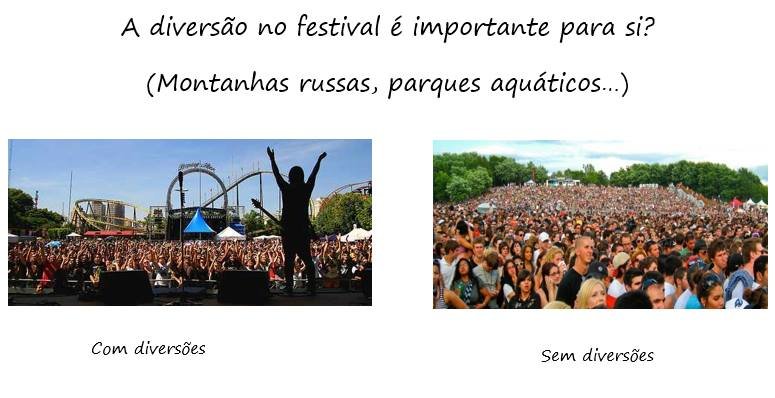 A diversão no festival é importante para si?
(Montanhas russas, parques aquáticos...)
Com diversões
Sem diversões